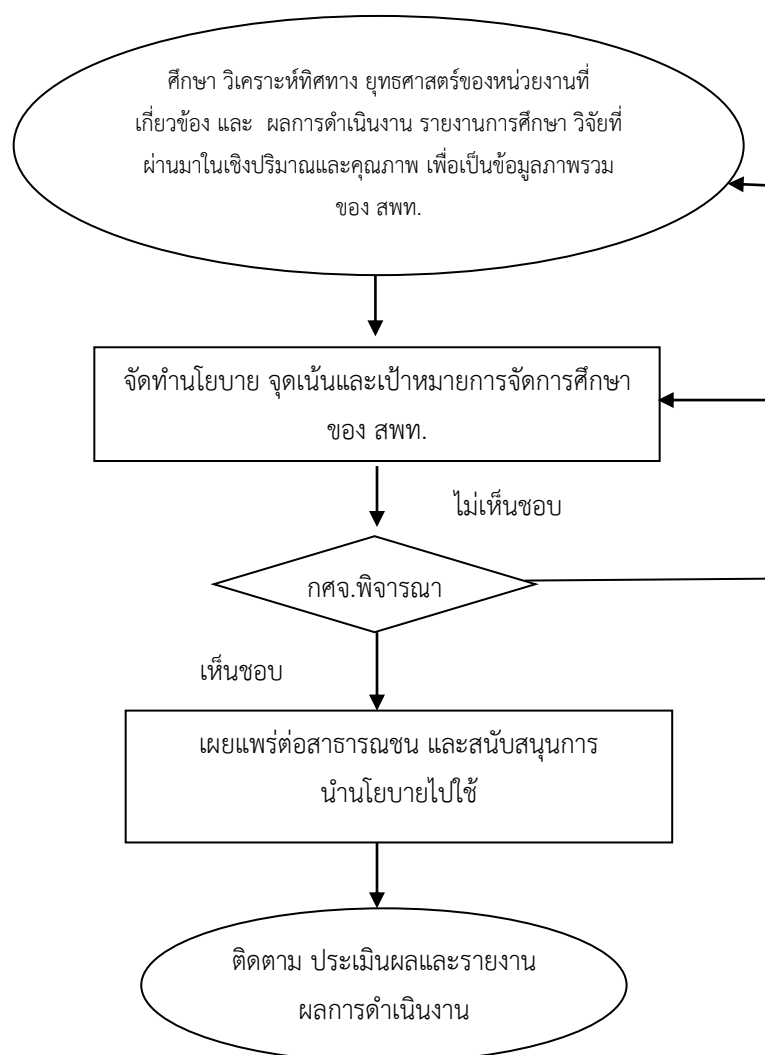 ศึกษา วิเคราะห์ทิศทาง ยุทธศาสตร์ของหน่วยงานที่
เกี่ยวข้อง และ ผลการดำเนินงาน รายงานการศึกษา วิจัยที่
ผ่านมาในเชิงปริมาณและคุณภาพ เพื่อเป็นข้อมูลภาพรวม
ของ สพท.
จัดทำนโยบาย จุดเน้นและเป้าหมายการจัดการศึกษา
ของ สพท.
ไม่เห็นชอบ
กศจ.พิจารณา
เห็นชอบ
เผยแพร่ต่อสาธารณชน และสนับสนุนการ
นำนโยบายไปใช้
ติดตาม ประเมินผลและรายงาน
ผลการดำเนินงาน